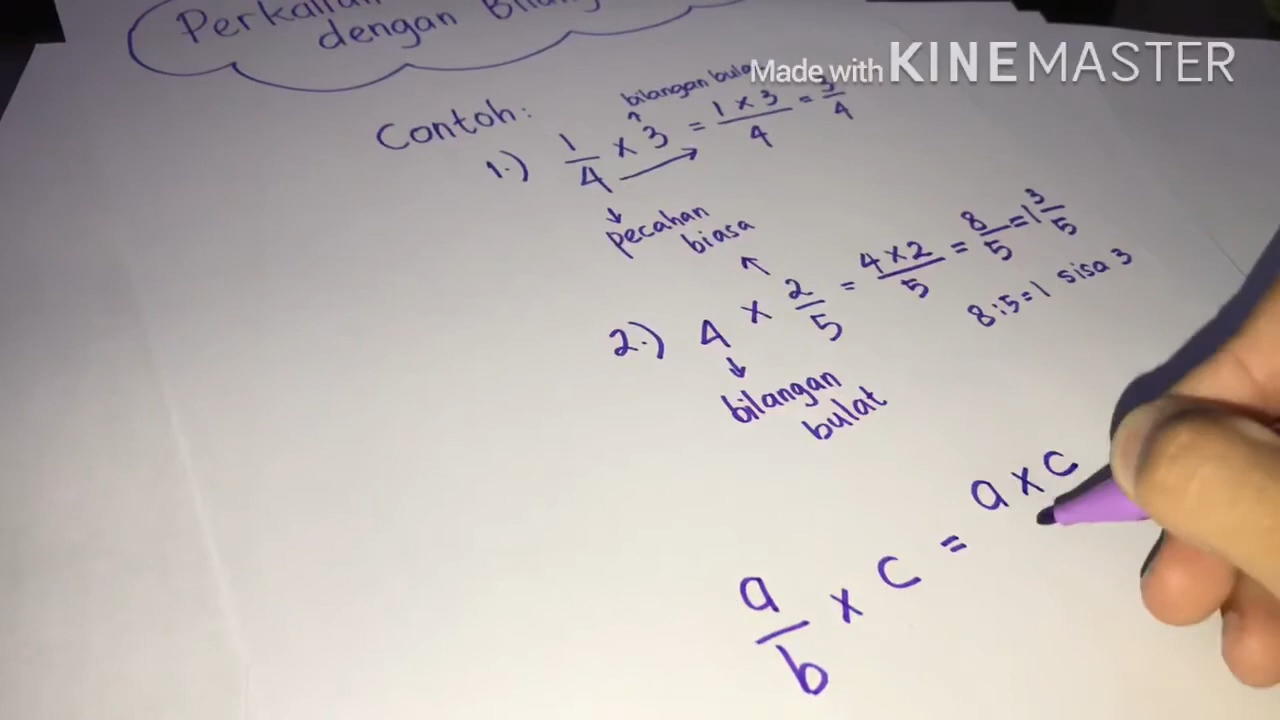 Made with KINEMASTER
dengan
Contoh:
bilangan
1.) 1/4 x 3 = 1 x 3/4 = 3/4
pecahan
biasa
2.) 4 x 2/5 = 4 x 2/5 = 8/5 = 1 3/5
8:5=1 sisa 3
bilangan
bulat
a/b x c = a x c